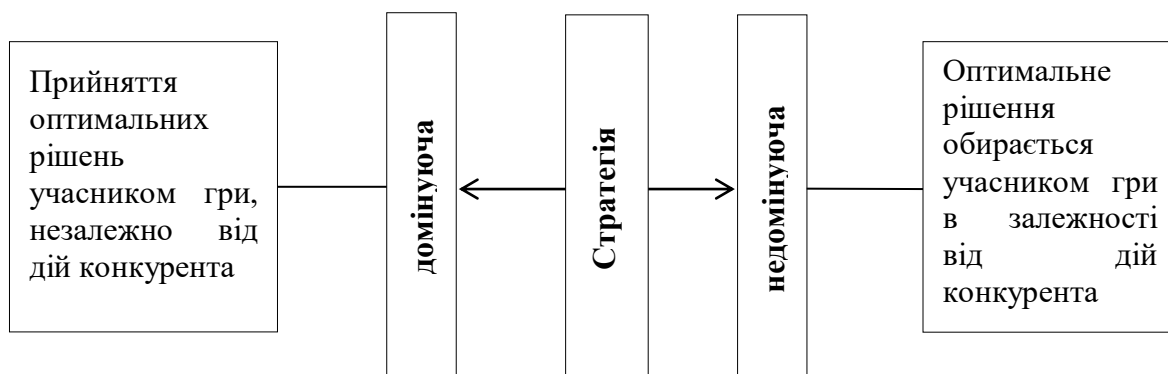 Прийняття
оптимальних
рішень
учасником гри,
незалежно від
дій конкурента
домінуюча
Стратегія
недомінуюча
Оптимальне
рішення
обирається
учасником гри
в залежності
від дій
конкурента